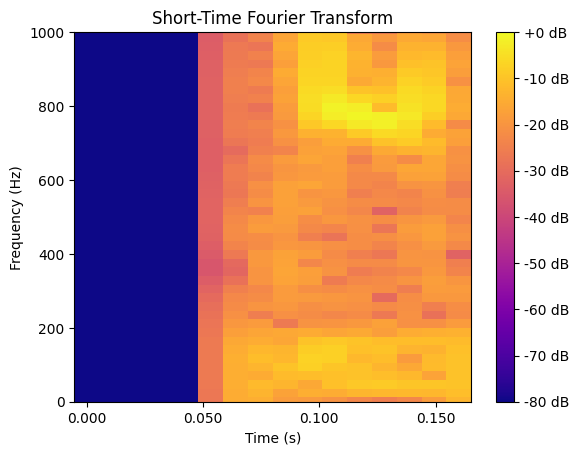 Short-Time Fourier Transform
Frequency (Hz)
1000
800
600
400
200
0
0.000 0.050 0.100 0.150
Time (s)
+0 dB
-10 dB
-20 dB
-30 dB
-40 dB
-50 dB
-60 dB
-70 dB
-80 dB